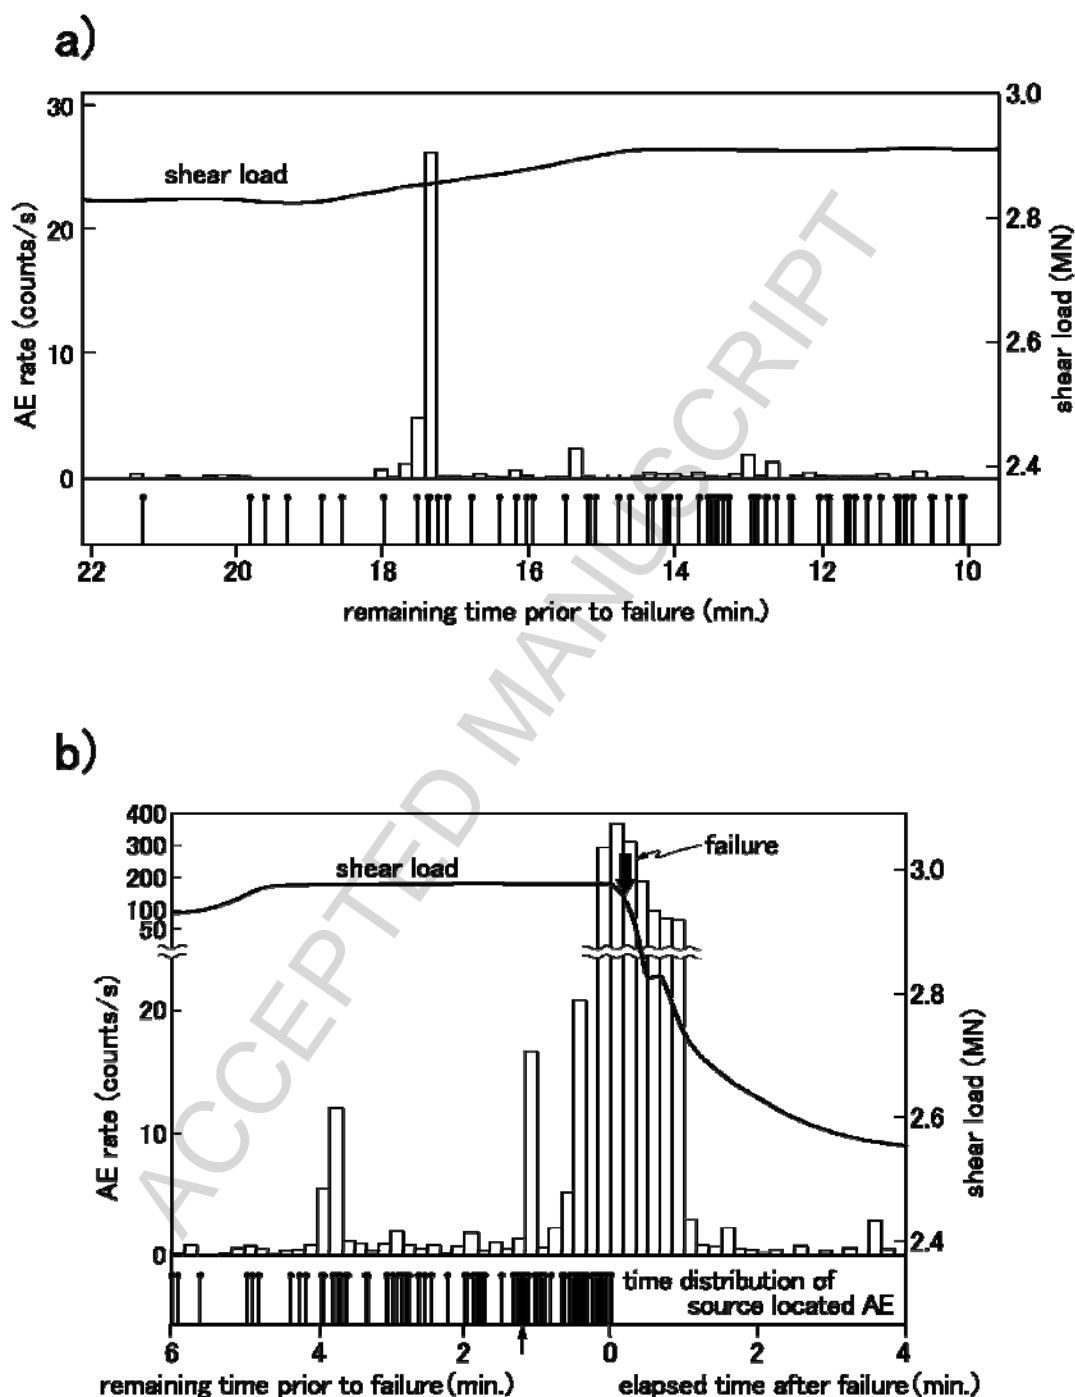 a)
30
20
10
0
AE rate (counts/s)
shear load
3.0
2.8
2.6
2.4
shear load (MN)
22 20 18 16 14 12 10
remaining time prior to failure (min.)
ACCEPTED MANUSCRIPT
b)
400
300
200
100
50
20
10
0
AE rate (counts/s)
shear load
failure
3.0
2.8
2.6
2.4
shear load (MN)
time distribution of
source located AE
6 4 2 0 2 4
remaining time prior to failure(min.) elapsed time after failure(min.)